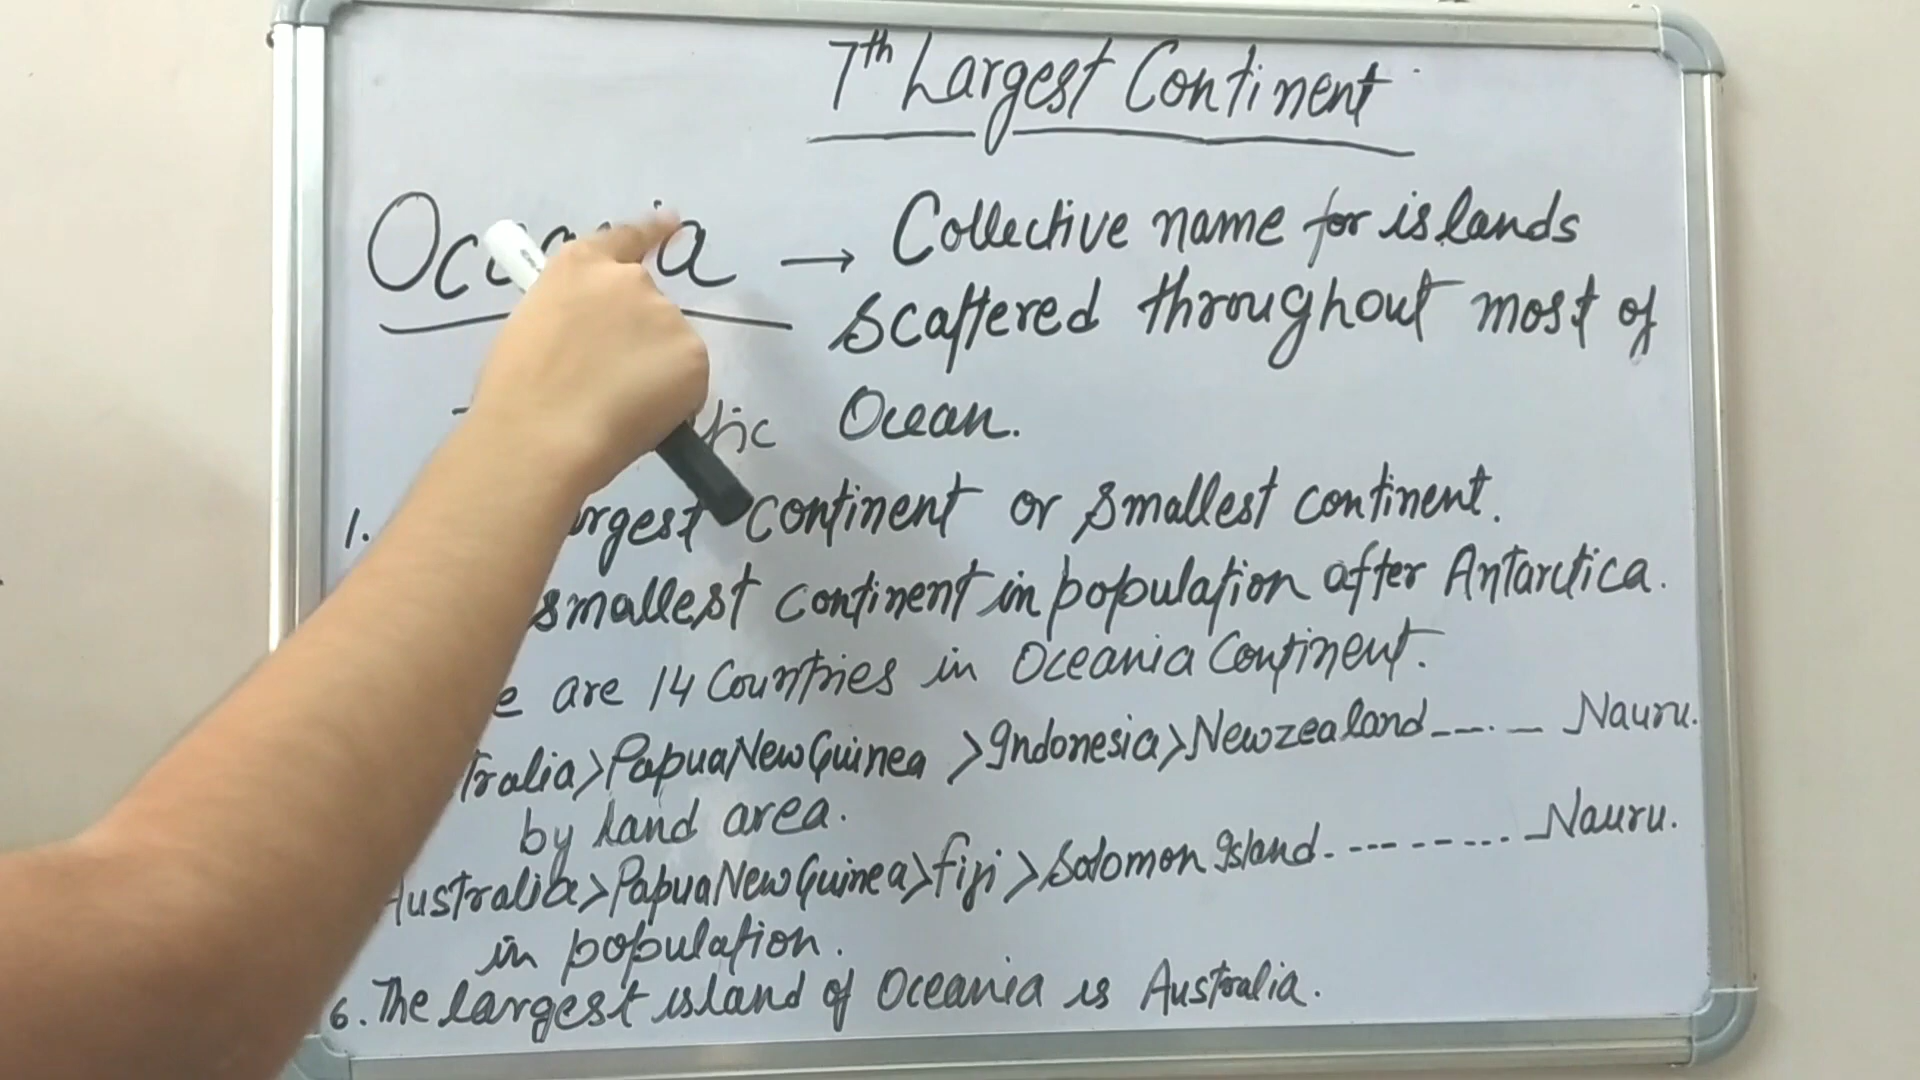 7th Largest Continent
→ Collective name for islands
scattered throughout most of
Ocean.
1. continent or smallest continent.
smallest continent in population after Antarctica.
are 14 Countries in Oceania Continent.
>Papua New Guinea >Indonesia>Newzealand----- Nauru.
by land area.
Australia>Papua New Guinea>fiji >Solomon Island.--------- Nauru.
in population.
6. The largest island of Oceania is Australia.